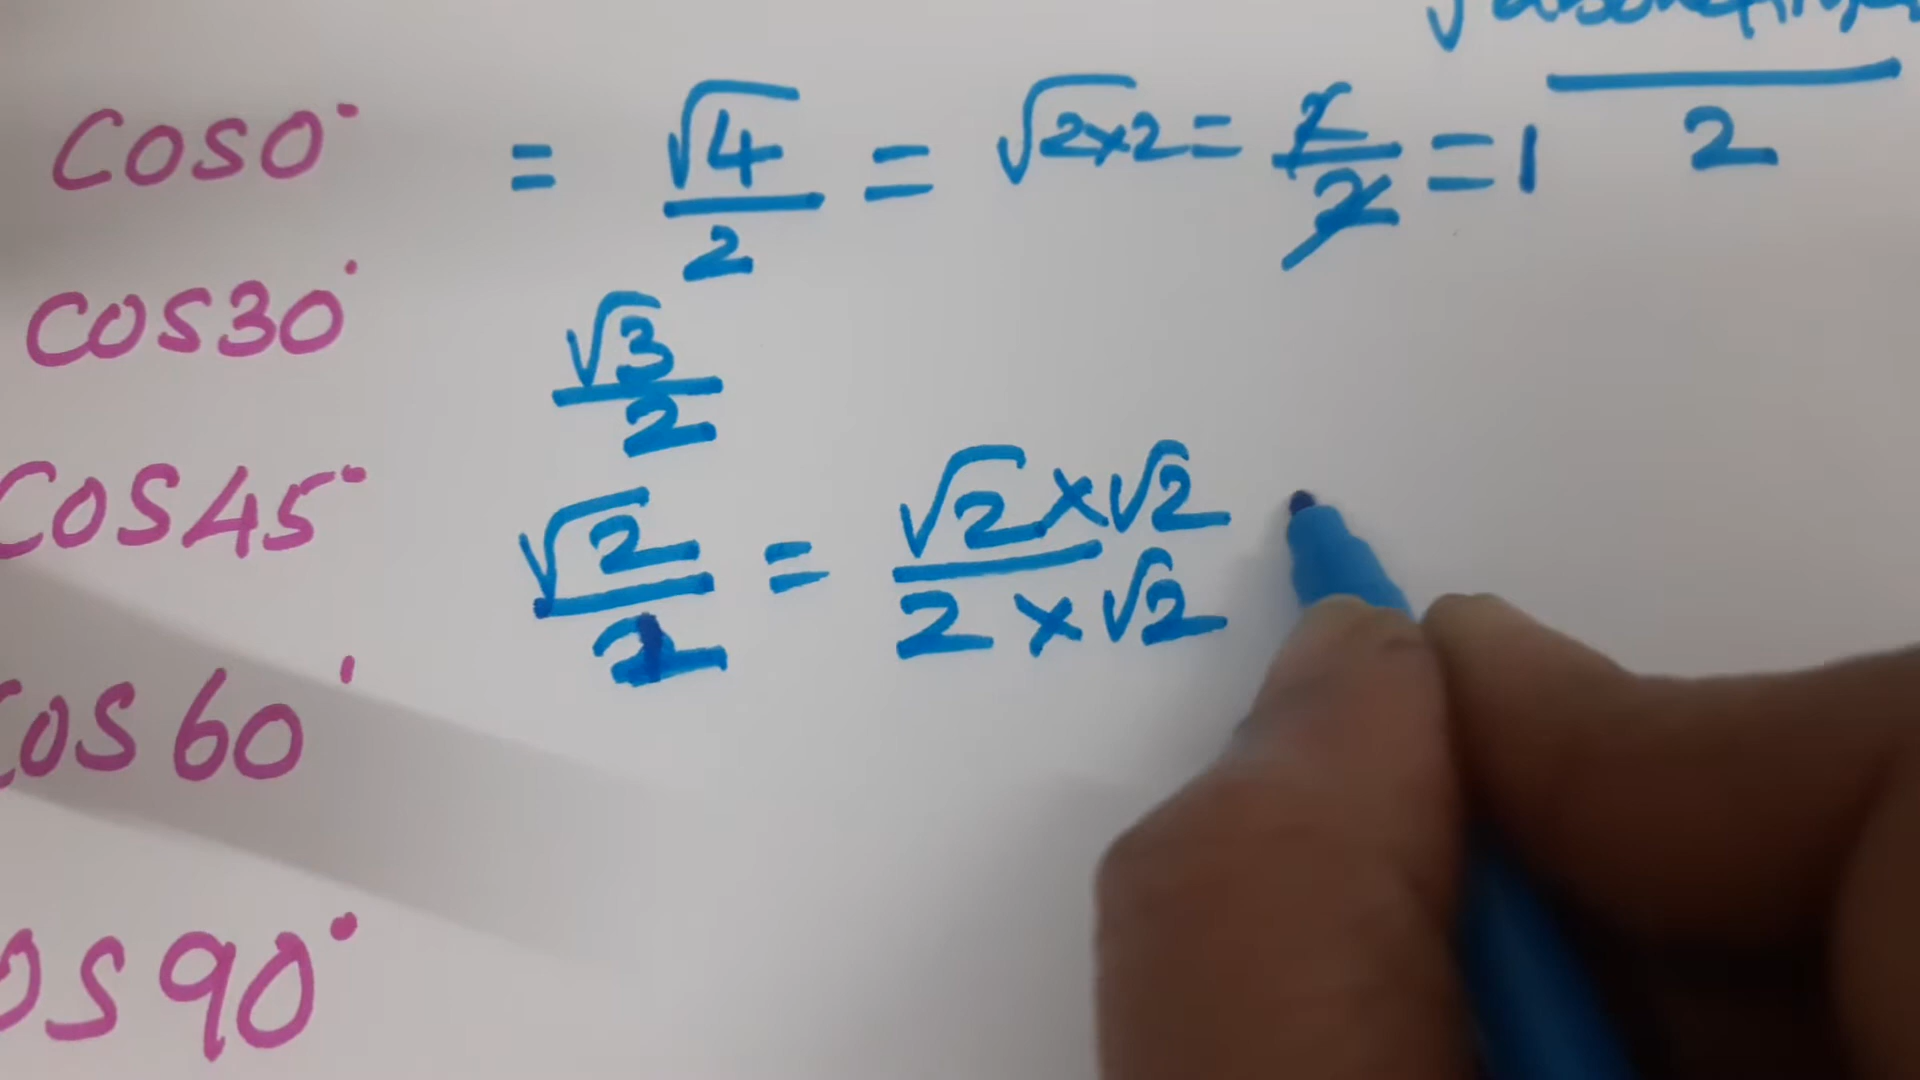 2
cos0° = √4/2 = √2×2 = 2/2 = 1
cos30° √3/2
cos45° √2/2 = √2×√2/2×√2
cos60°
os90°